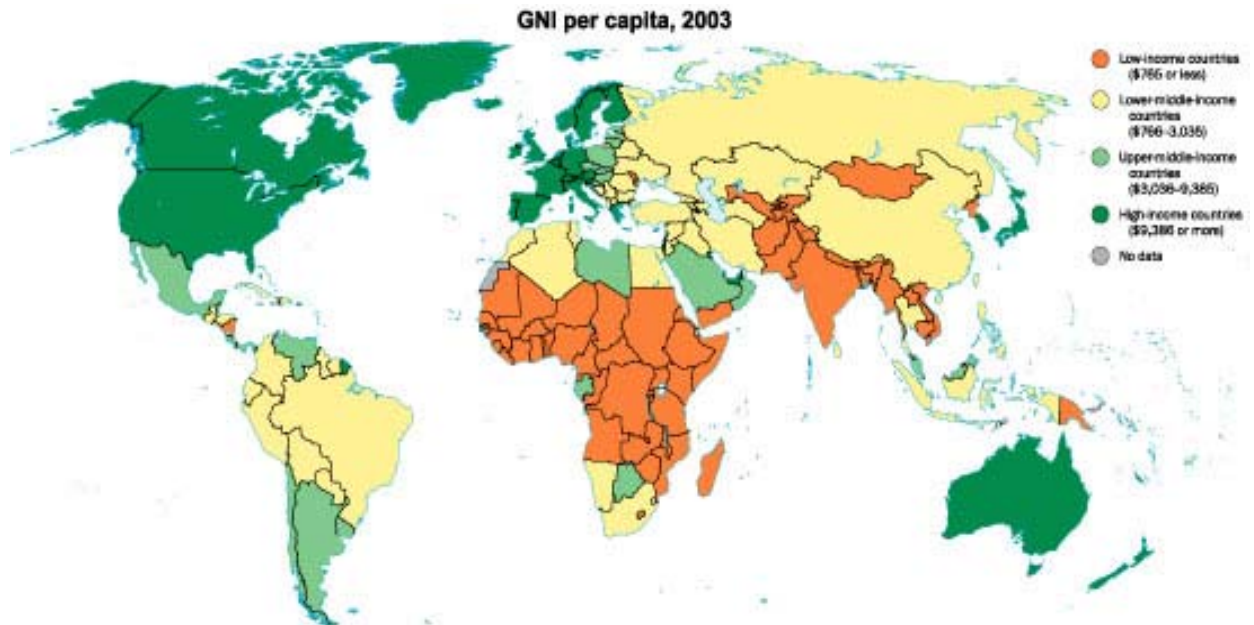 GNI per capita, 2003
Low-income countries
($765 or less)
Lower-middle-income
countries
($766–3,035)
Upper-middle-income
countries
($3,036–9,385)
High-income countries
($9,386 or more)
No data